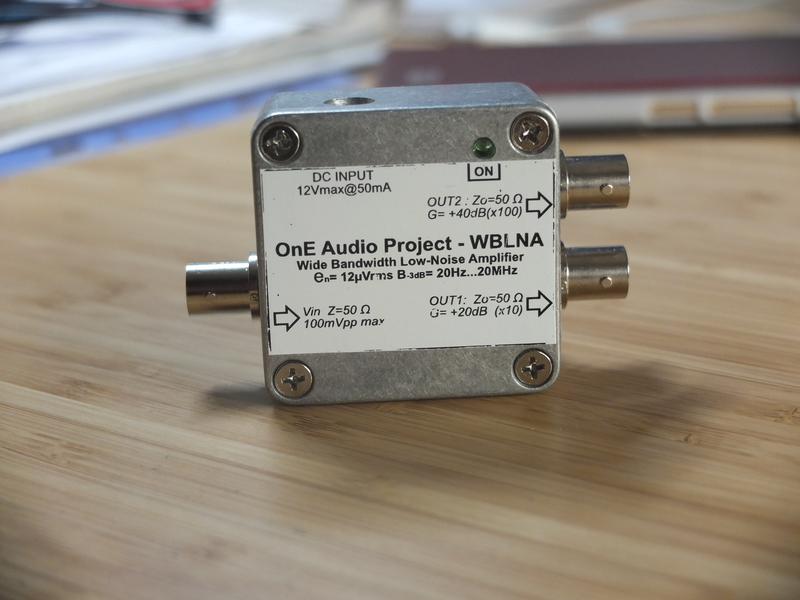 DC INPUT
12Vmax@50mA
ON
OUT2 : Zo=50 Ω
G= +40dB(x100)
OnE Audio Project - WBLNA
Wide Bandwidth Low-Noise Amplifier
en= 12µVrms B-3dB= 20Hz...20MHz
Vin Z=50 Ω
100mVpp max
OUT1: Zo=50 Ω
G= +20dB (x10)